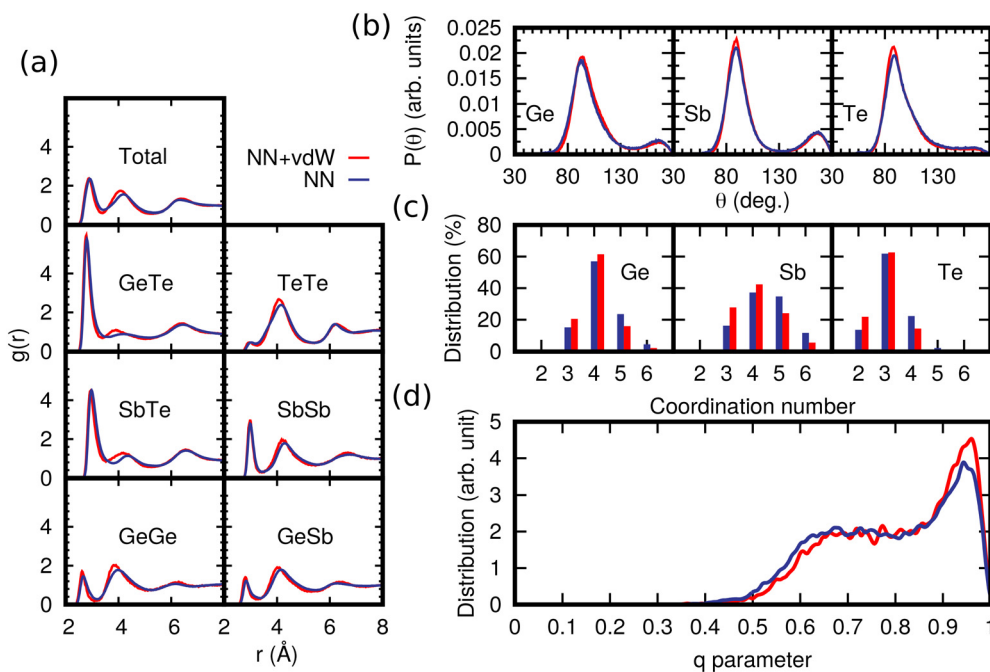 (a)
Total
NN+vdW
NN
4
2
0
GeTe
TeTe
4
2
0
g(r)
SbTe
SbSb
4
2
0
GeGe
GeSb
4
2
0
2 4 6 2 4 6 8
r (Å)
(b)
P(θ) (arb. units)
0.025
0.02
0.015
0.01
0.005
Ge
Sb
Te
30 80 130 30 80 130 30 80 130
θ (deg.)
(c)
Distribution (%)
80
60
40
20
0
Ge
Sb
Te
2 3 4 5 6 2 3 4 5 6 2 3 4 5 6
Coordination number
(d)
Distribution (arb. unit)
5
4
3
2
1
0
0 0.1 0.2 0.3 0.4 0.5 0.6 0.7 0.8 0.9 1
q parameter